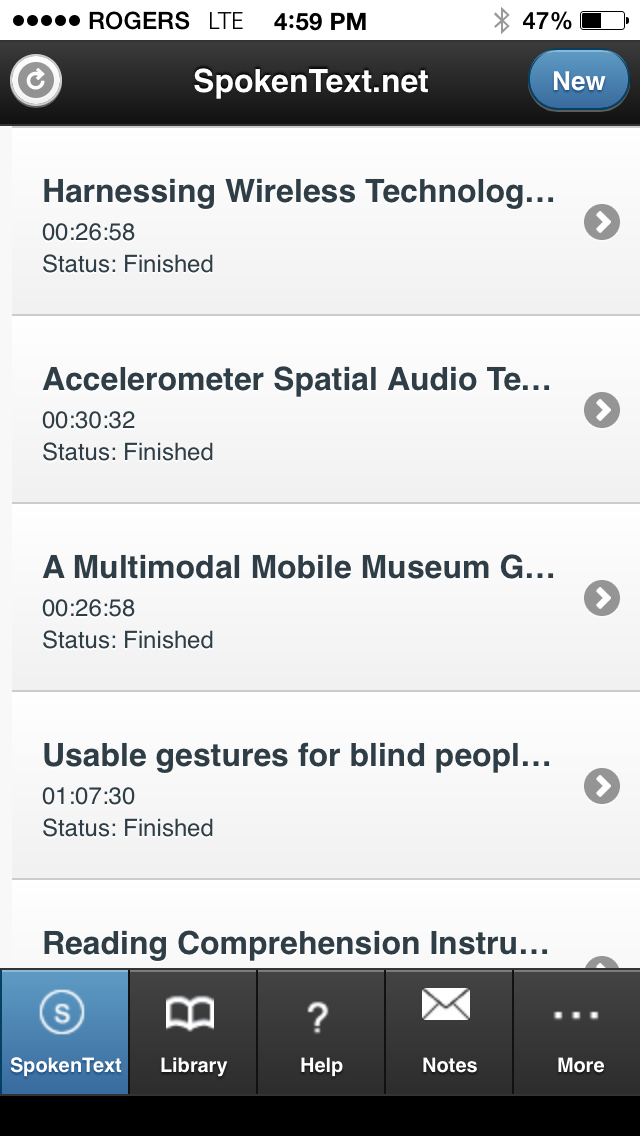 ROGERS LTE 4:59 PM 47%
SpokenText.net New
Harnessing Wireless Technolog...
00:26:58
Status: Finished
Accelerometer Spatial Audio Te...
00:30:32
Status: Finished
A Multimodal Mobile Museum G...
00:26:58
Status: Finished
Usable gestures for blind peopl...
01:07:30
Status: Finished
Reading Comprehension Instru...
S ?
SpokenText Library Help Notes More